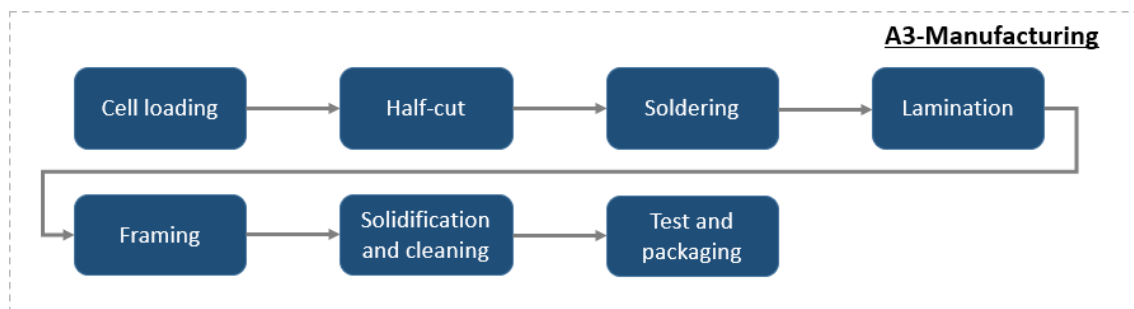 A3-Manufacturing
Cell loading
Half-cut
Soldering
Lamination
Framing
Solidification
and cleaning
Test and
packaging